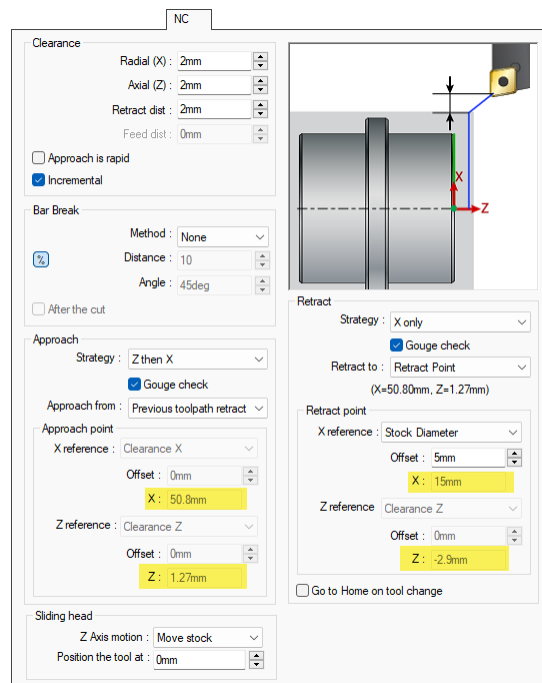 NC
Clearance
Radial (X) : 2mm
Axial (Z) : 2mm
Retract dist : 2mm
Feed dist : 0mm
Approach is rapid
Incremental
Bar Break
Method : None
Distance : 10
%
Angle : 45deg
After the cut
Approach
Strategy : Z then X
Gouge check
Approach from : Previous toolpath retract
Approach point
X reference : Clearance X
Offset : 0mm
X : 50.8mm
Z reference : Clearance Z
Offset : 0mm
Z : 1.27mm
Sliding head
Z Axis motion : Move stock
Position the tool at : 0mm
X
Z
Retract
Strategy : X only
Gouge check
Retract to : Retract Point
(X=50.80mm, Z=1.27mm)
Retract point
X reference : Stock Diameter
Offset : 5mm
X : 15mm
Z reference Clearance Z
Offset : 0mm
Z : -2.9mm
Go to Home on tool change